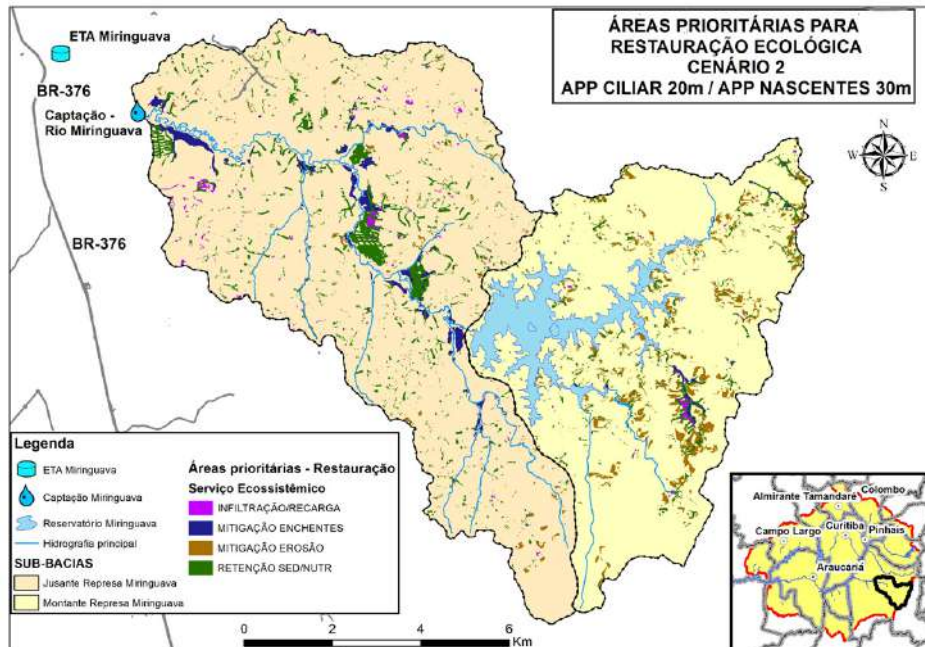 ÁREAS PRIORITÁRIAS PARA
RESTAURAÇÃO ECOLÓGICA
CENÁRIO 2
APP CILIAR 20m / APP NASCENTES 30m
ETA Miringuava
BR-376
Captação -
Rio Miringuava
BR-376
N
W
E
S
Legenda
ETA Miringuava
Captação Miringuava
Reservatório Miringuava
Hidrografia principal
SUB-BACIAS
Jusante Represa Miringuava
Montante Represa Miringuava
Áreas prioritárias - Restauração
Serviço Ecossistêmico
INFILTRAÇÃO/RECARGA
MITIGAÇÃO ENCHENTES
MITIGAÇÃO EROSÃO
RETENÇÃO SED/NUTR
0 2 4 6
Km
Colombo
Almirante Tamandaré
Campo Largo
Curitiba
Pinhais
Araucária